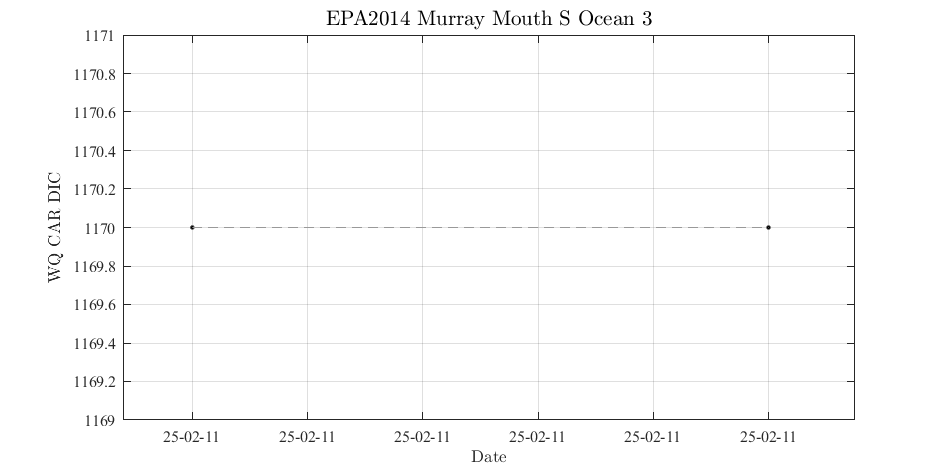 EPA2014 Murray Mouth S Ocean 3
1171
1170.8
1170.6
1170.4
1170.2
1170
1169.8
1169.6
1169.4
1169.2
1169
WQ CAR DIC
25-02-11 25-02-11 25-02-11 25-02-11 25-02-11 25-02-11
Date